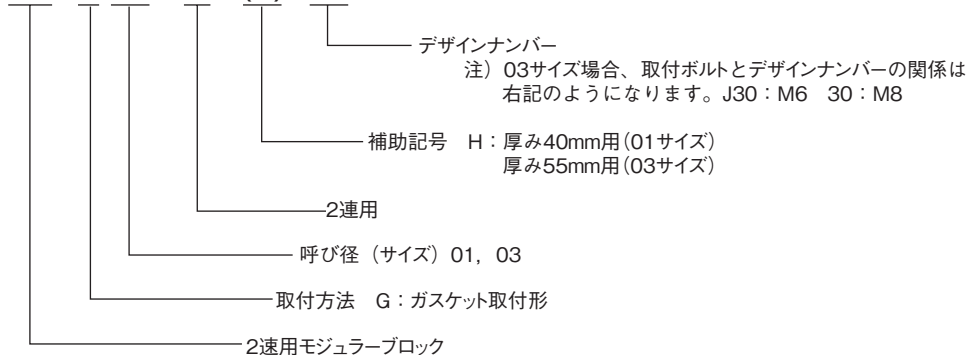 デザインナンバー
注）03サイズ場合、取付ボルトとデザインナンバーの関係は
右記のようになります。J30：M6　30：M8
補助記号　H：厚み40mm用（01サイズ）
厚み55mm用（03サイズ）
2連用
呼び径（サイズ）01，03
取付方法　G：ガスケット取付形
2速用モジュラーブロック